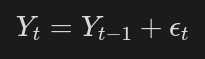 Y_t = Y_{t-1} + ϵ_t